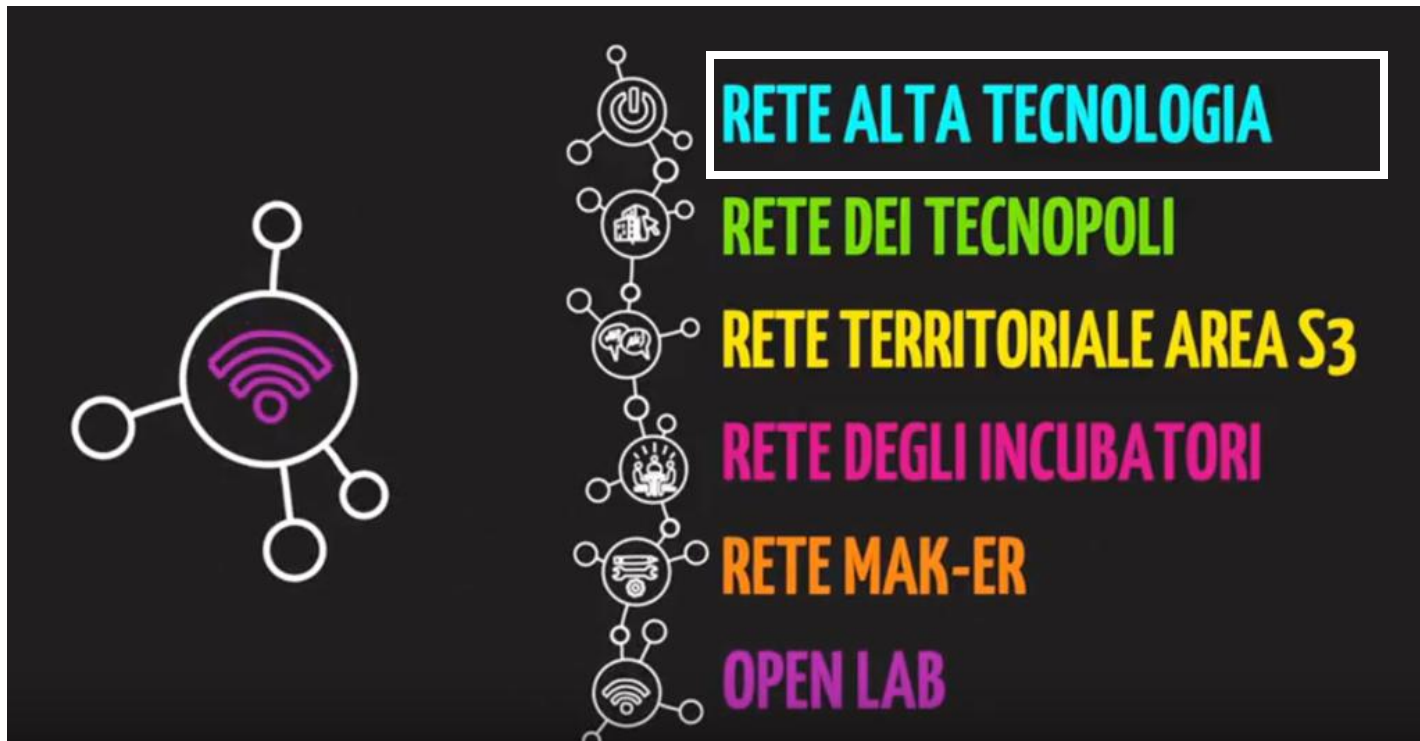 RETE ALTA TECNOLOGIA
RETE DEI TECNOPOLI
RETE TERRITORIALE AREA S3
RETE DEGLI INCUBATORI
RETE MAK-ER
OPEN LAB